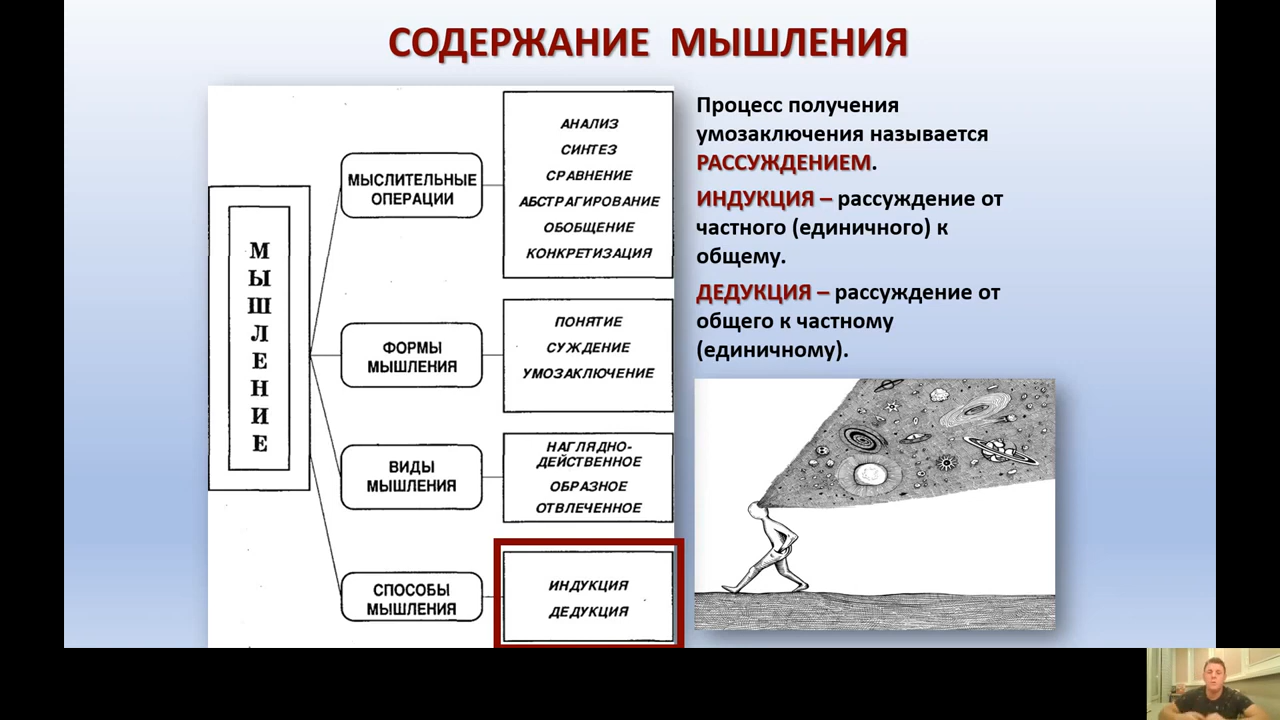 СОДЕРЖАНИЕ МЫШЛЕНИЯ
МЫШЛЕНИЕ
МЫСЛИТЕЛЬНЫЕ
ОПЕРАЦИИ
АНАЛИЗ
СИНТЕЗ
СРАВНЕНИЕ
АБСТРАГИРОВАНИЕ
ОБОБЩЕНИЕ
КОНКРЕТИЗАЦИЯ
ФОРМЫ
МЫШЛЕНИЯ
ПОНЯТИЕ
СУЖДЕНИЕ
УМОЗАКЛЮЧЕНИЕ
ВИДЫ
МЫШЛЕНИЯ
НАГЛЯДНО-
ДЕЙСТВЕННОЕ
ОБРАЗНОЕ
ОТВЛЕЧЕННОЕ
СПОСОБЫ
МЫШЛЕНИЯ
ИНДУКЦИЯ
ДЕДУКЦИЯ
Процесс получения
умозаключения называется
РАССУЖДЕНИЕМ.
ИНДУКЦИЯ – рассуждение от
частного (единичного) к
общему.
ДЕДУКЦИЯ – рассуждение от
общего к частному
(единичному).